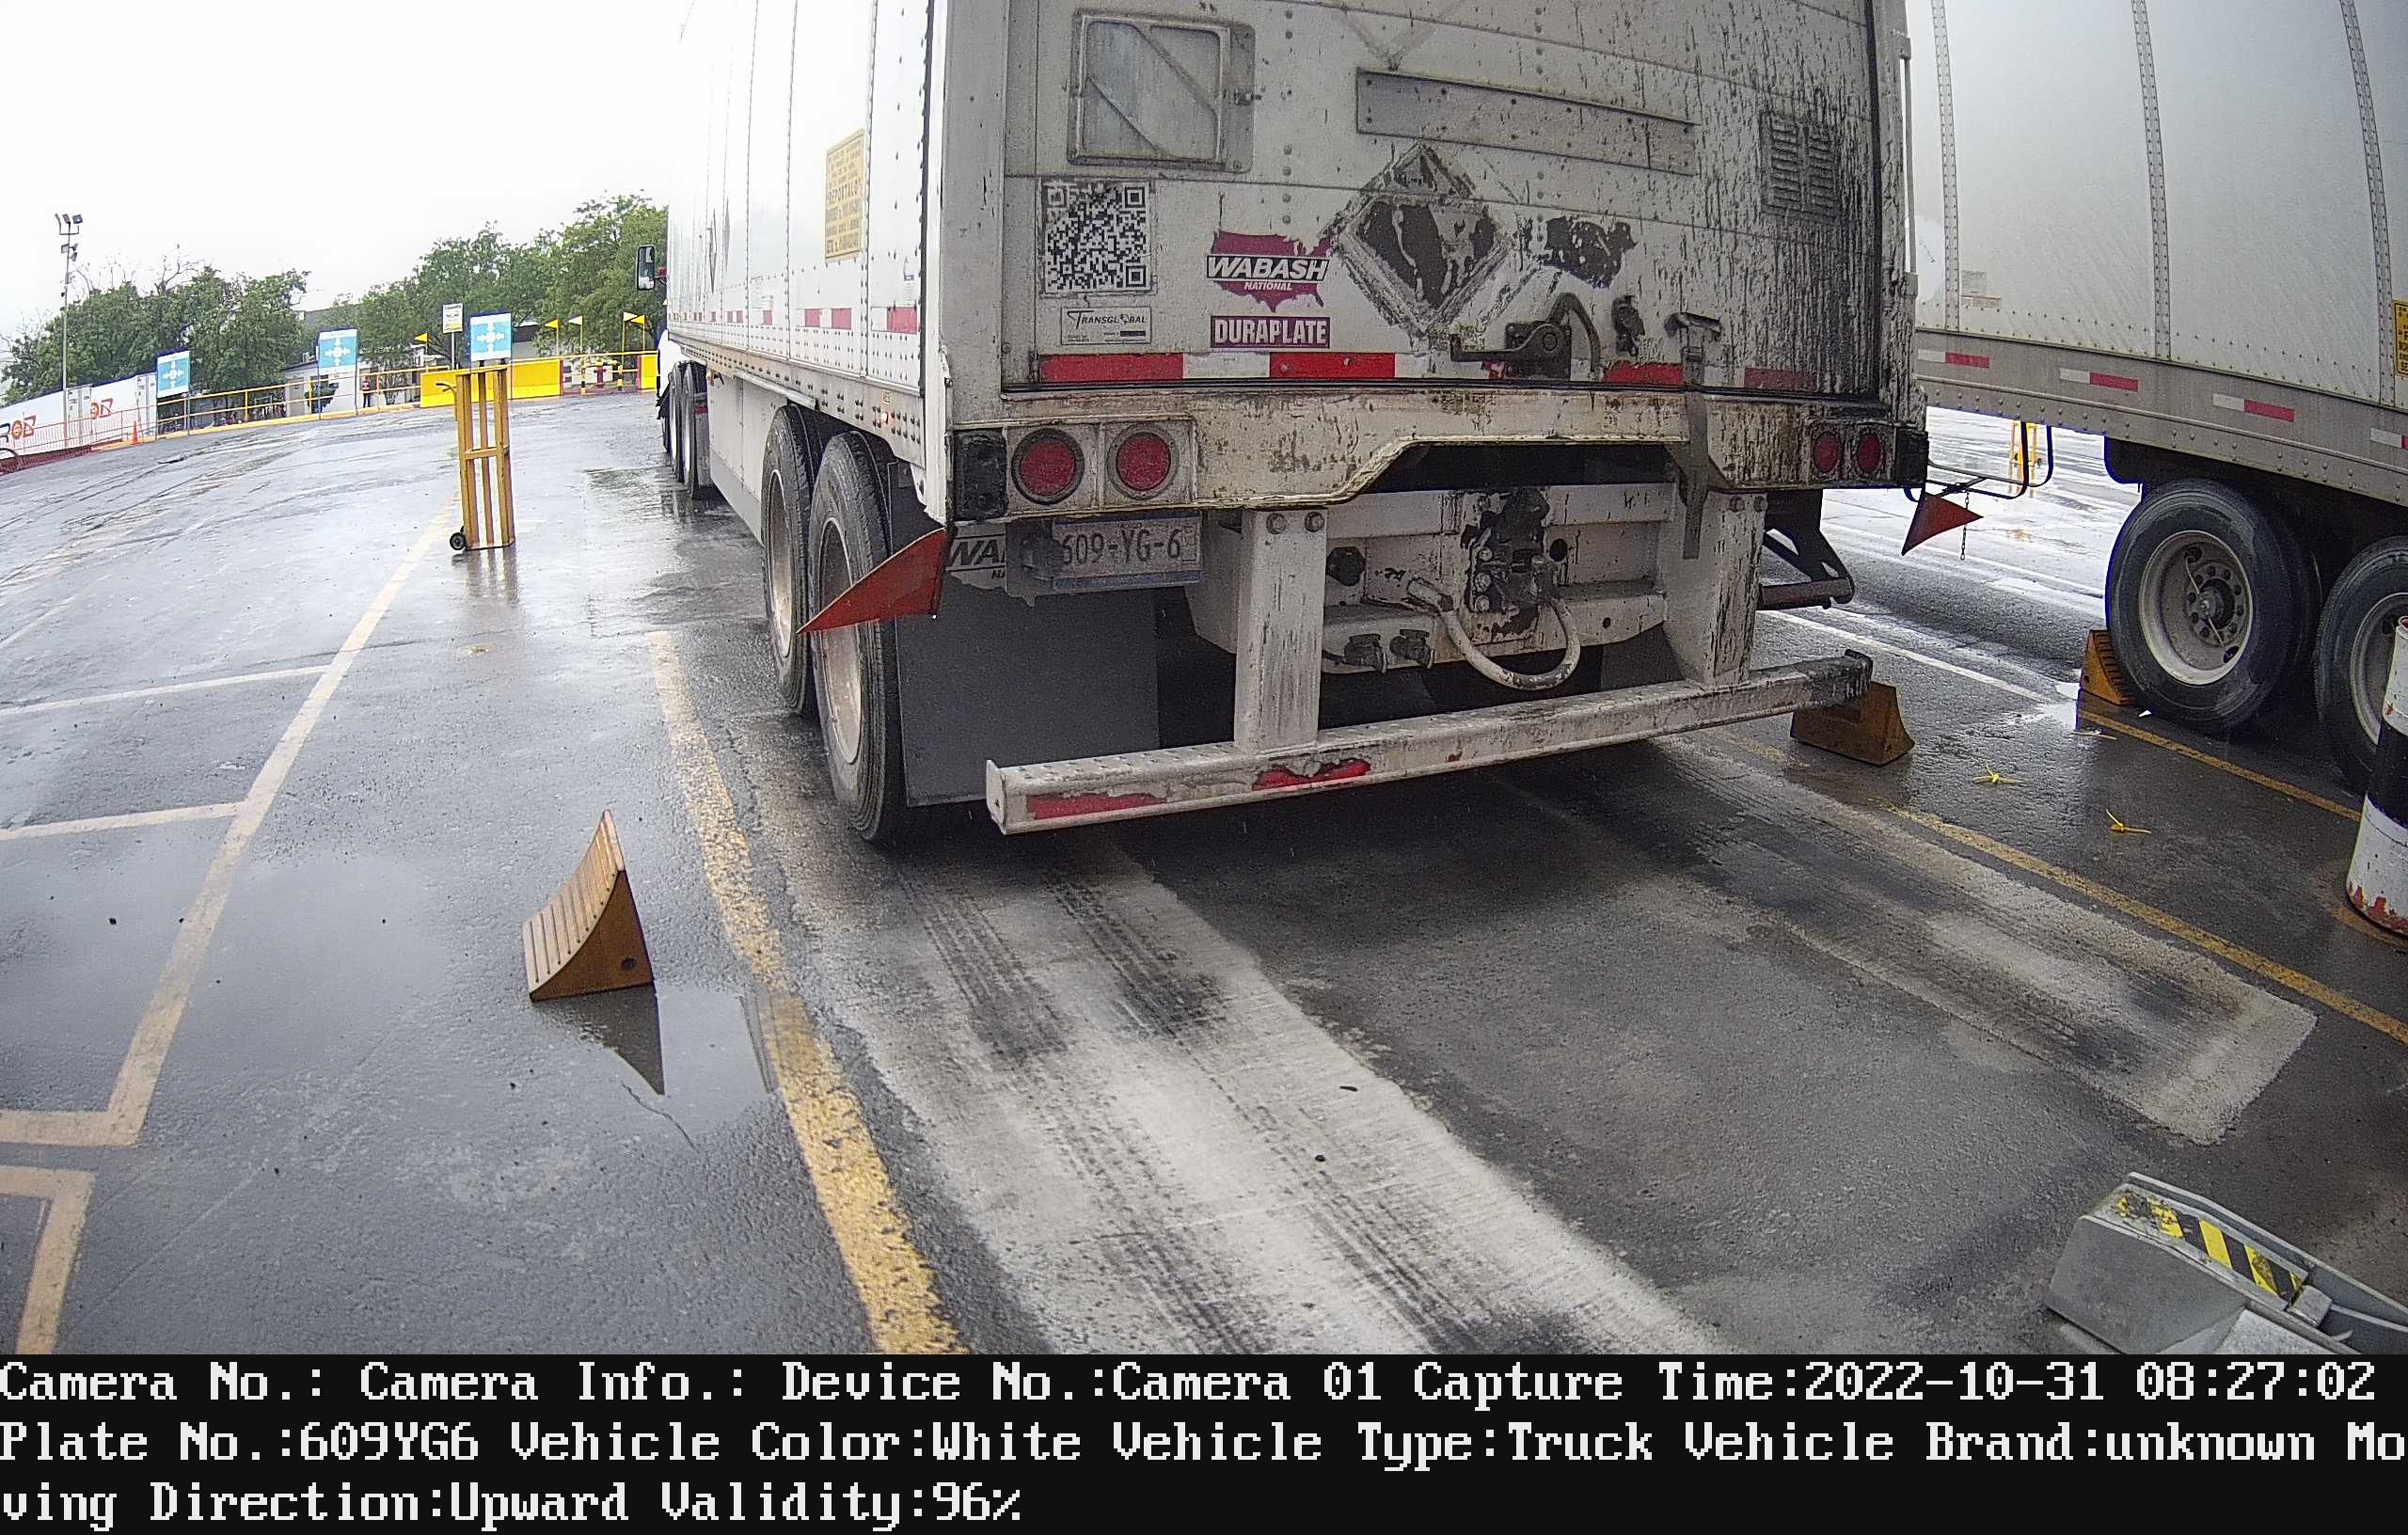 WABASH
NATIONAL
TRANSGLOBAL
DURAPLATE
609-YG-6
Camera No.: Camera Info.: Device No.:Camera 01 Capture Time:2022-10-31 08:27:02
Plate No.:609YG6 Vehicle Color:White Vehicle Type:Truck Vehicle Brand:unknown Mo
ving Direction:Upward Validity:96%